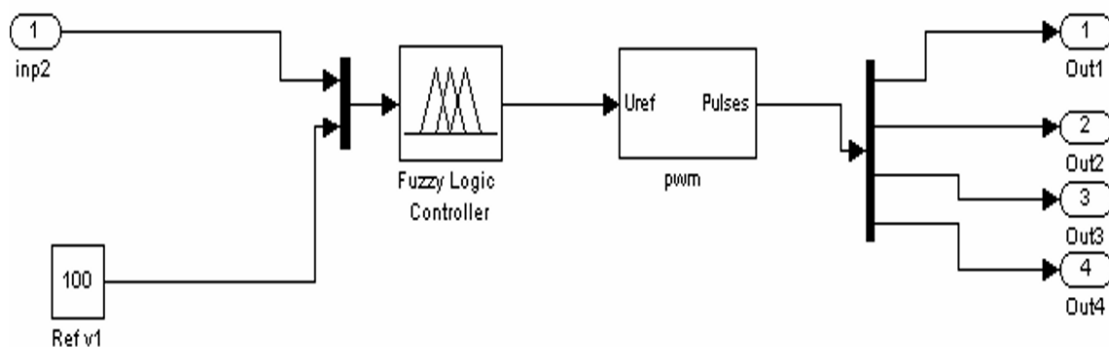 1
inp2
100
Ref v1
Fuzzy Logic
Controller
Uref
Pulses
pwm
1
Out1
2
Out2
3
Out3
4
Out4